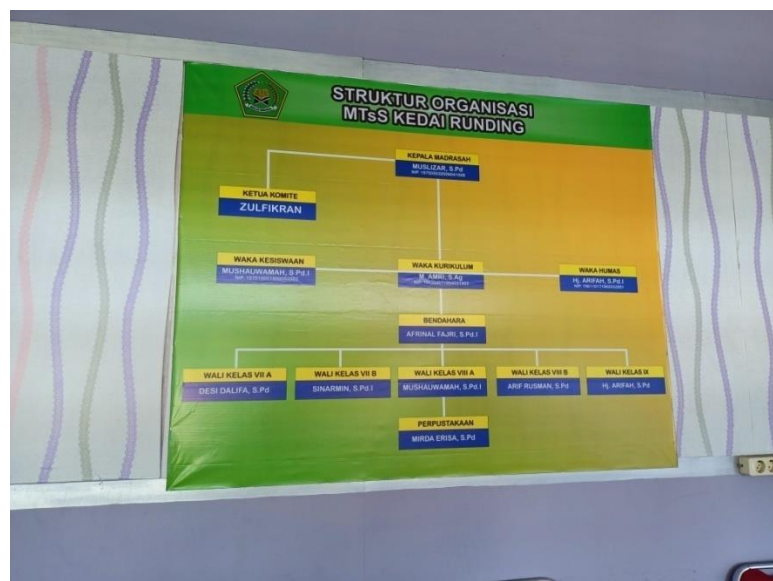 STRUKTUR ORGANISASI
MTsS KEDAI RUNDING
KEPALA MADRASAH
MUSLIZAR, S.Pd
KETUA KOMITE
ZULFIKRAN
WAKA KESISWAAN
MUSHAUWAMAH, S.Pd.I
WAKA KURIKULUM
M. AMRI, S.Ag
WAKA HUMAS
Hj. ARIFAH, S.Pd.I
BENDAHARA
AFRINAL FAJRI, S.Pd.I
WALI KELAS VII A
DESI DALIFA, S.Pd
WALI KELAS VII B
SINARMIN, S.Pd.I
WALI KELAS VIII A
MUSHAUWAMAH, S.Pd.I
WALI KELAS VIII B
ARIF RUSMAN, S.Pd
WALI KELAS IX
Hj. ARIFAH, S.Pd
PERPUSTAKAAN
MIRDA ERISA, S.Pd